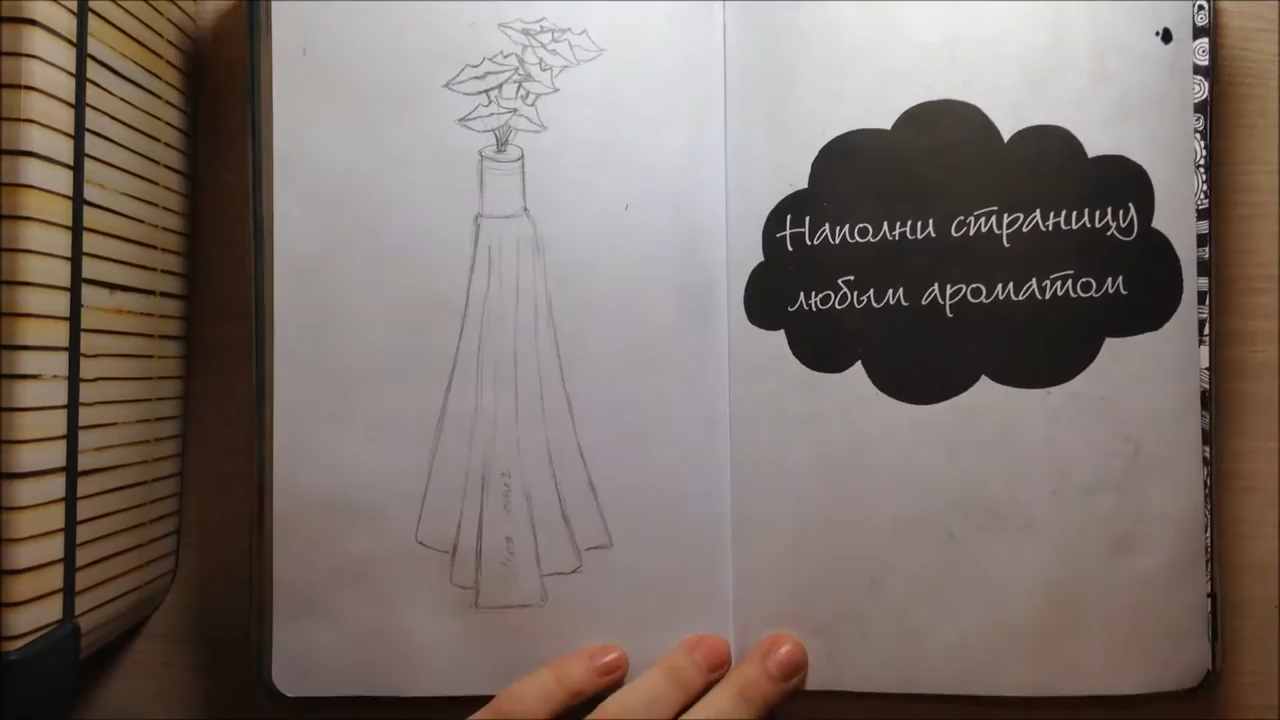 Наполни страницу
любым ароматом